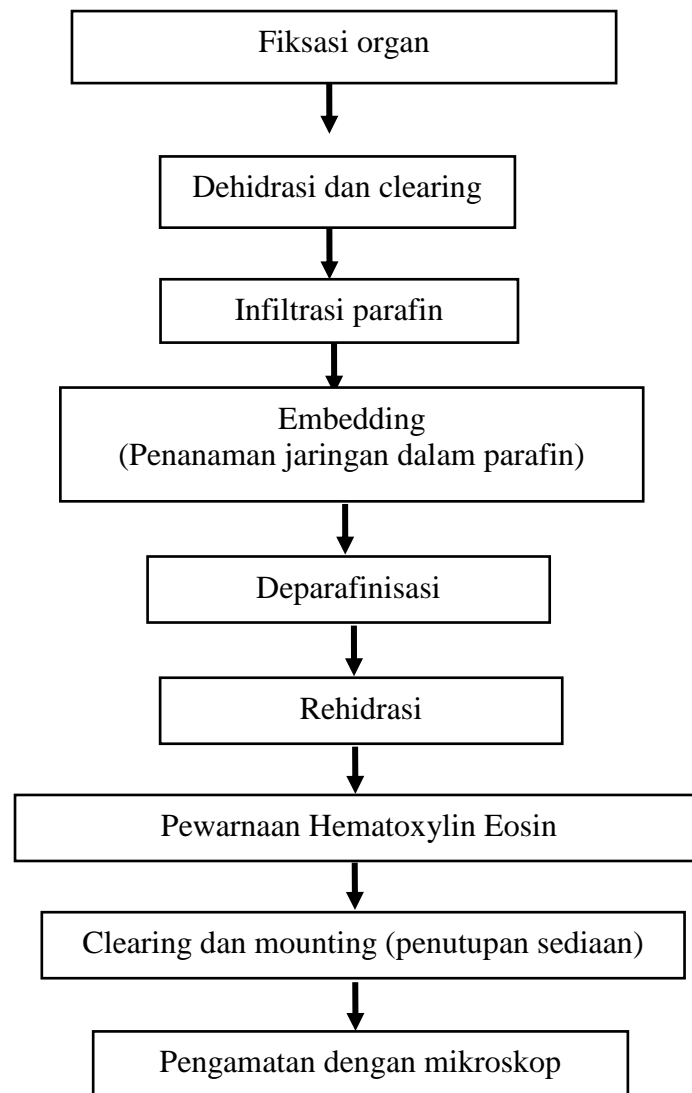 Fiksasi organ
Dehidrasi dan clearing
Infiltrasi parafin
Embedding
(Penanaman jaringan dalam parafin)
Deparafinisasi
Rehidrasi
Pewarnaan Hematoxylin Eosin
Clearing dan mounting (penutupan sediaan)
Pengamatan dengan mikroskop